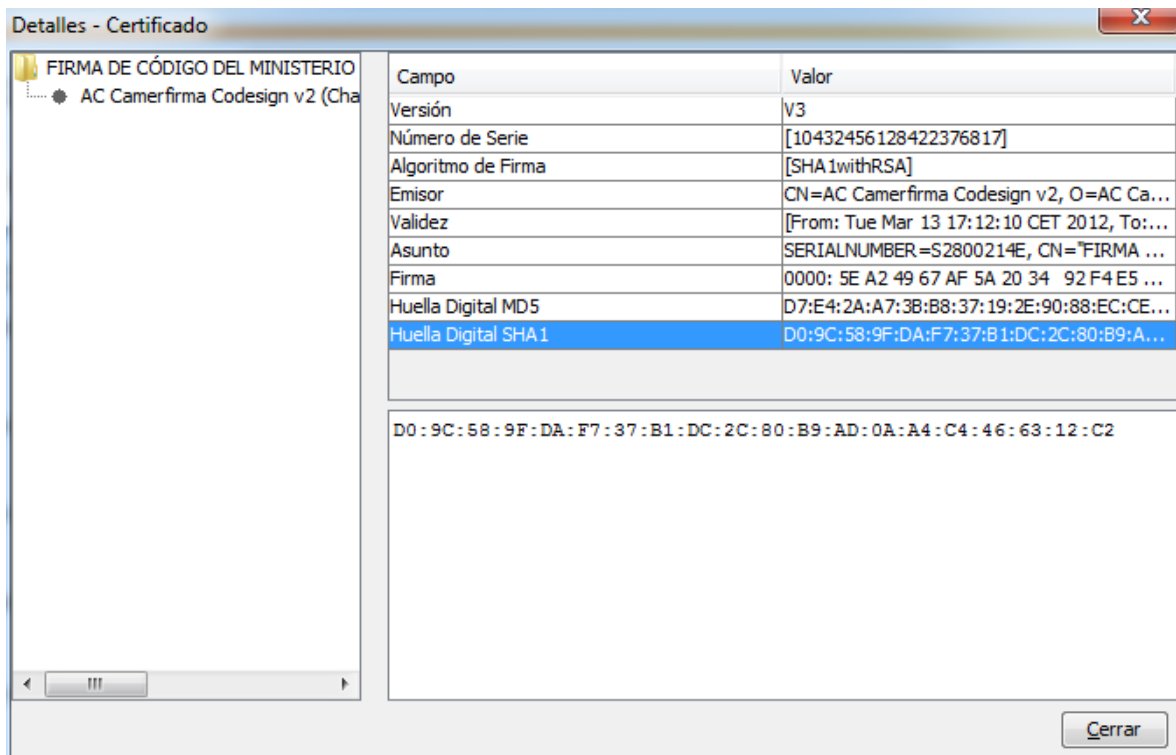 Detalles - Certificado
FIRMA DE CÓDIGO DEL MINISTERIO
AC Camerfirma Codesign v2 (Cha
Campo Valor
Versión V3
Número de Serie [10432456128422376817]
Algoritmo de Firma [SHA1withRSA]
Emisor CN=AC Camerfirma Codesign v2, O=AC Ca...
Validez [From: Tue Mar 13 17:12:10 CET 2012, To:...
Asunto SERIALNUMBER=S2800214E, CN="FIRMA ...
Firma 0000: 5E A2 49 67 AF 5A 20 34 92 F4 E5 ...
Huella Digital MD5 D7:E4:2A:A7:3B:B8:37:19:2E:90:88:EC:CE...
Huella Digital SHA1 D0:9C:58:9F:DA:F7:37:B1:DC:2C:80:B9:A...
D0:9C:58:9F:DA:F7:37:B1:DC:2C:80:B9:AD:0A:A4:C4:46:63:12:C2
Cerrar